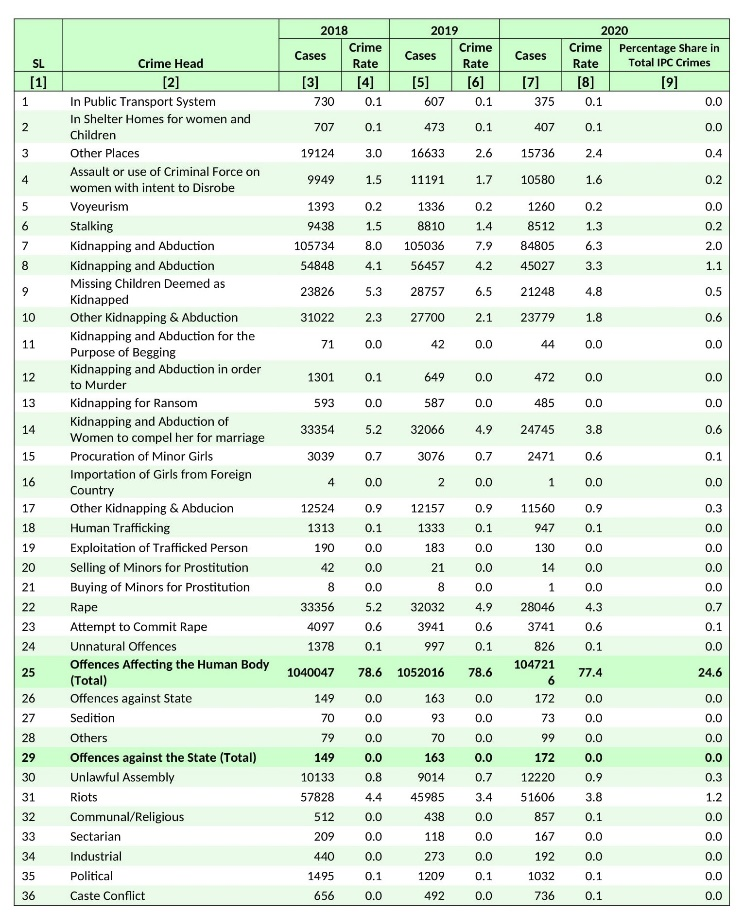 2018 2019 2020
SL Crime Head Cases Crime Rate Cases Crime Rate Cases Crime Rate Percentage Share in Total IPC Crimes
[1] [2] [3] [4] [5] [6] [7] [8] [9]
1 In Public Transport System 730 0.1 607 0.1 375 0.1 0.0
2 In Shelter Homes for women and Children 707 0.1 473 0.1 407 0.1 0.0
3 Other Places 19124 3.0 16633 2.6 15736 2.4 0.4
4 Assault or use of Criminal Force on women with intent to Disrobe 9949 1.5 11191 1.7 10580 1.6 0.2
5 Voyeurism 1393 0.2 1336 0.2 1260 0.2 0.0
6 Stalking 9438 1.5 8810 1.4 8512 1.3 0.2
7 Kidnapping and Abduction 105734 8.0 105036 7.9 84805 6.3 2.0
8 Kidnapping and Abduction 54848 4.1 56457 4.2 45027 3.3 1.1
9 Missing Children Deemed as Kidnapped 23826 5.3 28757 6.5 21248 4.8 0.5
10 Other Kidnapping & Abduction 31022 2.3 27700 2.1 23779 1.8 0.6
11 Kidnapping and Abduction for the Purpose of Begging 71 0.0 42 0.0 44 0.0 0.0
12 Kidnapping and Abduction in order to Murder 1301 0.1 649 0.0 472 0.0 0.0
13 Kidnapping for Ransom 593 0.0 587 0.0 485 0.0 0.0
14 Kidnapping and Abduction of Women to compel her for marriage 33354 5.2 32066 4.9 24745 3.8 0.6
15 Procuration of Minor Girls 3039 0.7 3076 0.7 2471 0.6 0.1
16 Importation of Girls from Foreign Country 4 0.0 2 0.0 1 0.0 0.0
17 Other Kidnapping & Abducion 12524 0.9 12157 0.9 11560 0.9 0.3
18 Human Trafficking 1313 0.1 1333 0.1 947 0.1 0.0
19 Exploitation of Trafficked Person 190 0.0 183 0.0 130 0.0 0.0
20 Selling of Minors for Prostitution 42 0.0 21 0.0 14 0.0 0.0
21 Buying of Minors for Prostitution 8 0.0 8 0.0 1 0.0 0.0
22 Rape 33356 5.2 32032 4.9 28046 4.3 0.7
23 Attempt to Commit Rape 4097 0.6 3941 0.6 3741 0.6 0.1
24 Unnatural Offences 1378 0.1 997 0.1 826 0.1 0.0
25 Offences Affecting the Human Body (Total) 1040047 78.6 1052016 78.6 1047216 77.4 24.6
26 Offences against State 149 0.0 163 0.0 172 0.0 0.0
27 Sedition 70 0.0 93 0.0 73 0.0 0.0
28 Others 79 0.0 70 0.0 99 0.0 0.0
29 Offences against the State (Total) 149 0.0 163 0.0 172 0.0 0.0
30 Unlawful Assembly 10133 0.8 9014 0.7 12220 0.9 0.3
31 Riots 57828 4.4 45985 3.4 51606 3.8 1.2
32 Communal/Religious 512 0.0 438 0.0 857 0.1 0.0
33 Sectarian 209 0.0 118 0.0 167 0.0 0.0
34 Industrial 440 0.0 273 0.0 192 0.0 0.0
35 Political 1495 0.1 1209 0.1 1032 0.1 0.0
36 Caste Conflict 656 0.0 492 0.0 736 0.1 0.0